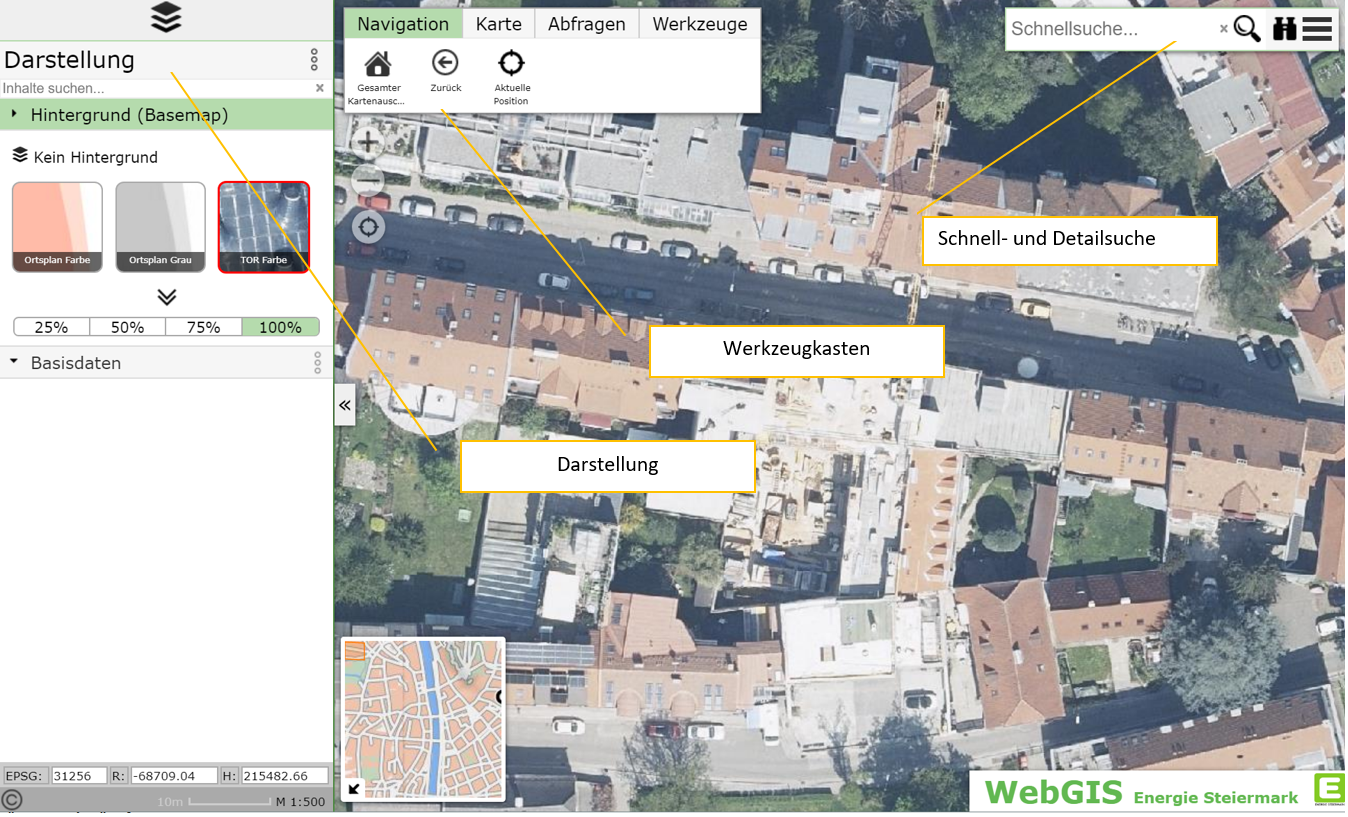 Darstellung
Inhalte suchen...
×
Hintergrund (Basemap)
Kein Hintergrund
Ortsplan Farbe
Ortsplan Grau
TOR Farbe
25% 50% 75% 100%
Basisdaten
EPSG: 31256 R: -68709.04 H: 215482.66
© 10m M 1:500
Navigation Karte Abfragen Werkzeuge
Gesamter
Kartenausc...
Zurück
Aktuelle
Position
Schnellsuche... ×
Schnell- und Detailsuche
Werkzeugkasten
«
Darstellung
WebGIS Energie Steiermark
E